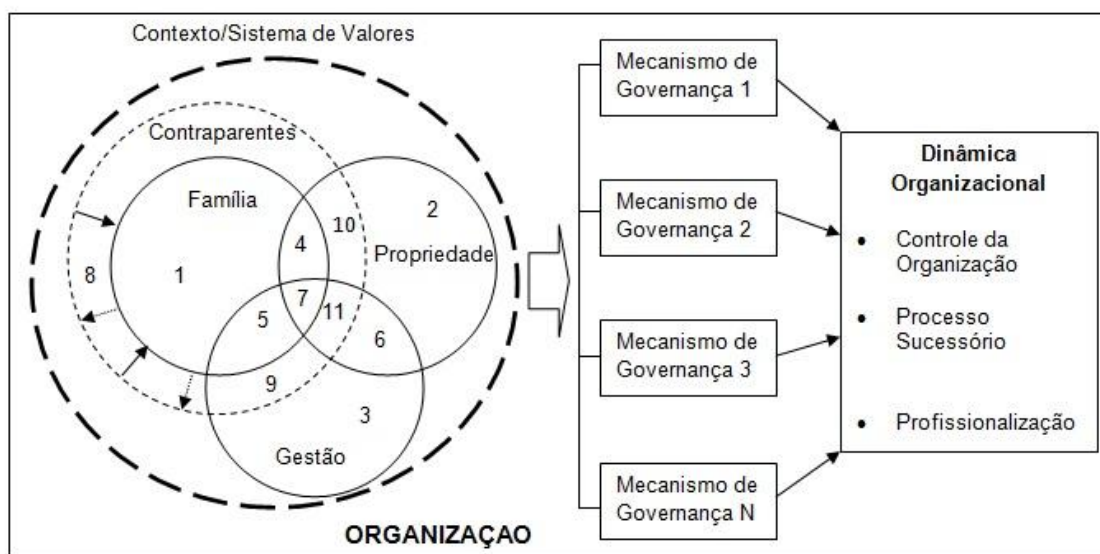 Contexto/Sistema de Valores
Contraparentes
Família
10
2
4
Propriedade
8
1
7
11
5
6
9
3
Gestão
ORGANIZAÇAO
Mecanismo de
Governança 1
Mecanismo de
Governança 2
Mecanismo de
Governança 3
Mecanismo de
Governança N
Dinâmica
Organizacional
• Controle da
Organização
• Processo
Sucessório
• Profissionalização